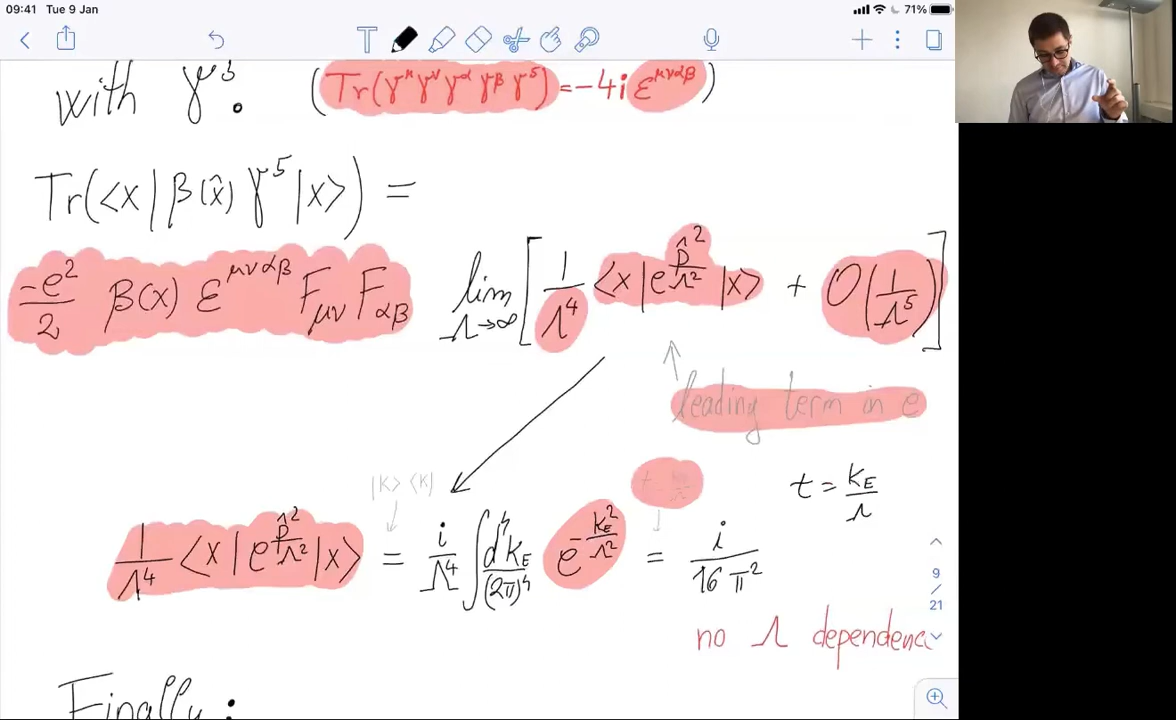 09:41 Tue 9 Jan 71%
with γ⁵. (Tr(γ^μ γ^ν γ^α γ^β γ⁵) = -4i ε^{μναβ})
Tr(⟨x|β(x̂) γ⁵|x⟩) =
-e²/2 β(x) ε^{μναβ} F_{μν} F_{αβ} lim_{Λ→∞} [ 1/Λ⁴ ⟨x|e^{p̂²/Λ²}|x⟩ + O(1/Λ⁵) ]
leading term in e
|K⟩⟨K| t = k_E/Λ
1/Λ⁴ ⟨x|e^{p̂²/Λ²}|x⟩ = i/Λ⁴ ∫ d⁴k_E/(2π)⁴ e^{-k_E²/Λ²} = i/16π²
no Λ dependenc
9
/
21
Finally: